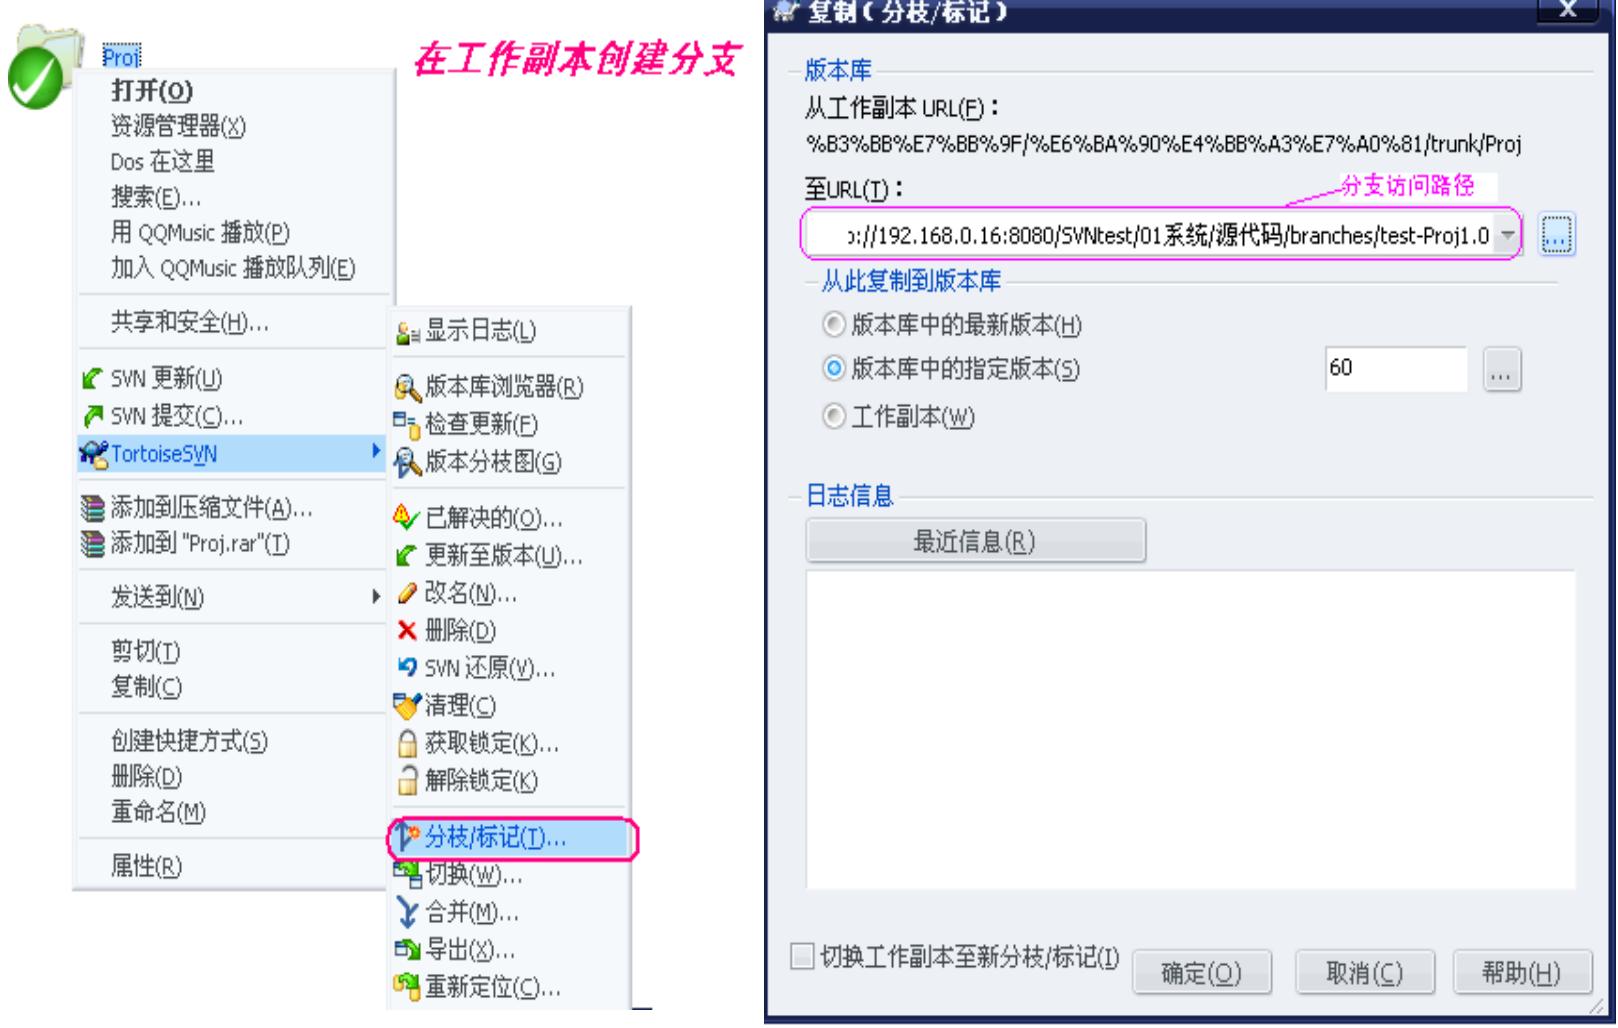 Proj
在工作副本创建分支
打开(O)
资源管理器(X)
Dos 在这里
搜索(E)...
用 QQMusic 播放(P)
加入 QQMusic 播放队列(E)
共享和安全(H)...
SVN 更新(U)
SVN 提交(C)...
TortoiseSVN
添加到压缩文件(A)...
添加到 "Proj.rar"(T)
发送到(N)
剪切(T)
复制(C)
创建快捷方式(S)
删除(D)
重命名(M)
属性(R)
显示日志(L)
版本库浏览器(R)
检查更新(F)
版本分枝图(G)
已解决的(O)...
更新至版本(U)...
改名(N)...
删除(D)
SVN 还原(V)...
清理(C)
获取锁定(K)...
解除锁定(K)
分枝/标记(T)...
切换(W)...
合并(M)...
导出(X)...
重新定位(C)...
复制(分枝/标记)
X
版本库
从工作副本 URL(F)：
%B3%BB%E7%BB%9F/%E6%BA%90%E4%BB%A3%E7%A0%81/trunk/Proj
至URL(T)：
分支访问路径
://192.168.0.16:8080/SVNtest/01系统/源代码/branches/test-Proj1.0
...
从此复制到版本库
版本库中的最新版本(H)
版本库中的指定版本(S)
60
...
工作副本(W)
日志信息
最近信息(R)
切换工作副本至新分枝/标记(I)
确定(O)
取消(C)
帮助(H)